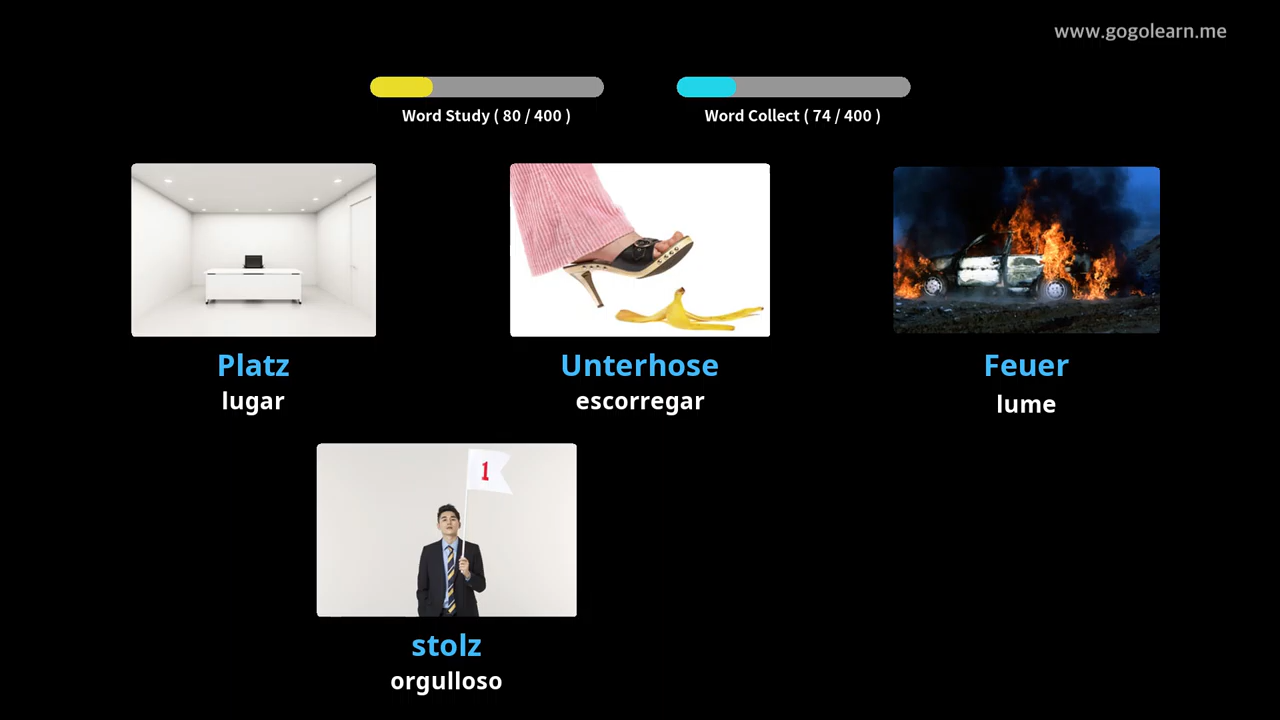 www.gogolearn.me
Word Study ( 80 / 400 )
Word Collect ( 74 / 400 )
Platz
lugar
Unterhose
escorregar
Feuer
lume
1
stolz
orgulloso